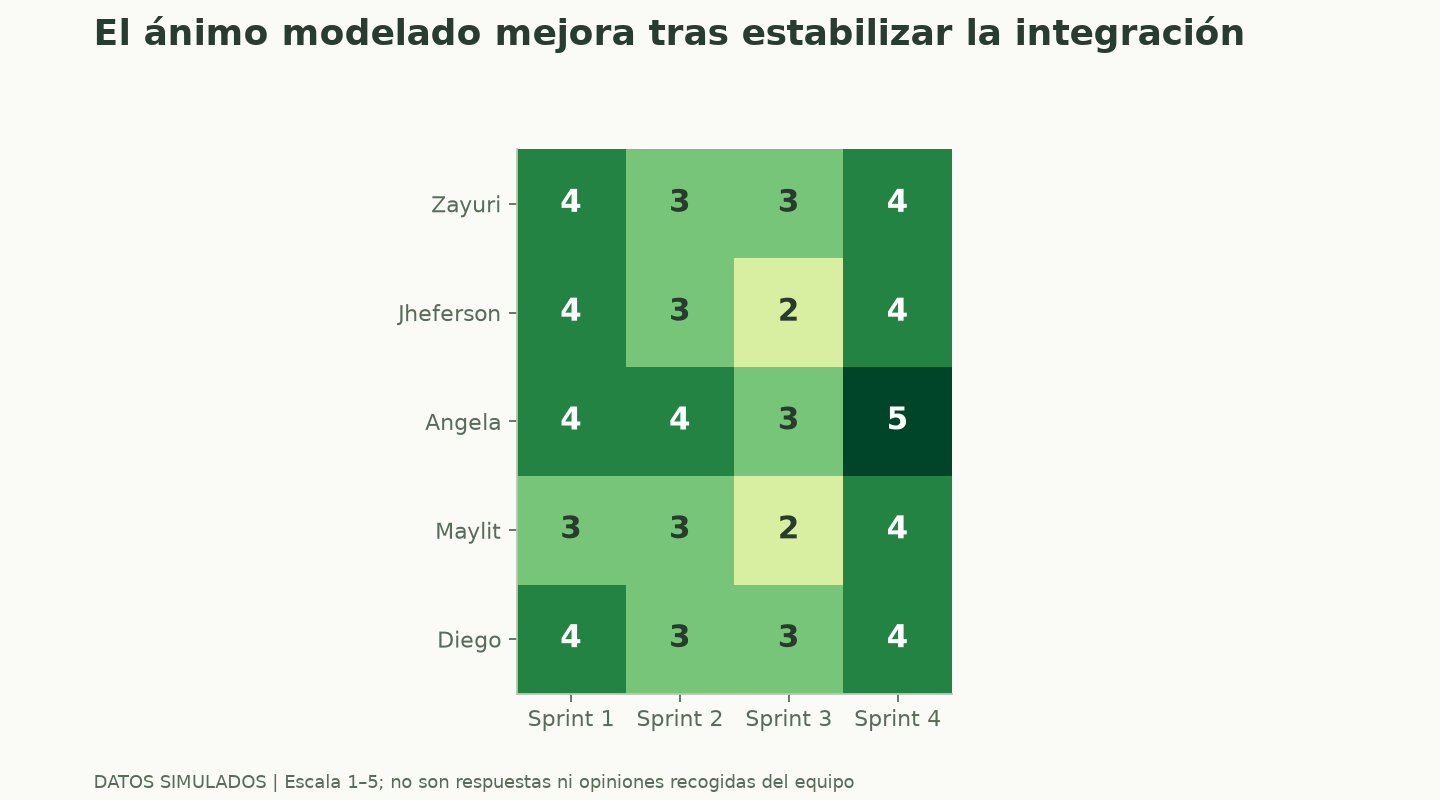 El ánimo modelado mejora tras estabilizar la integración
Zayuri 4 3 3 4
Jheferson 4 3 2 4
Angela 4 4 3 5
Maylit 3 3 2 4
Diego 4 3 3 4
Sprint 1 Sprint 2 Sprint 3 Sprint 4
DATOS SIMULADOS | Escala 1–5; no son respuestas ni opiniones recogidas del equipo